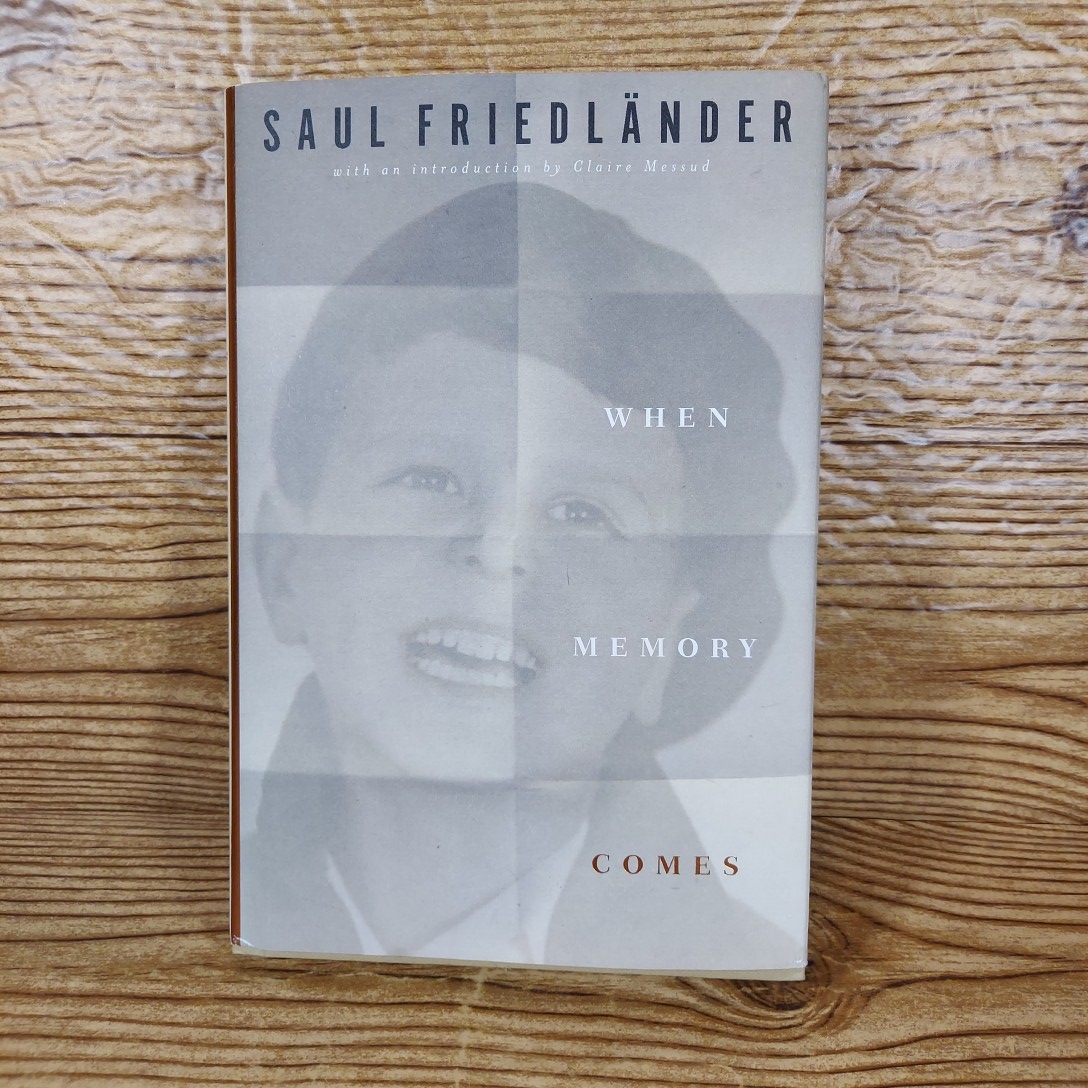 SAUL FRIEDLÄNDER
with an introduction by Claire Messud
WHEN
MEMORY
COMES